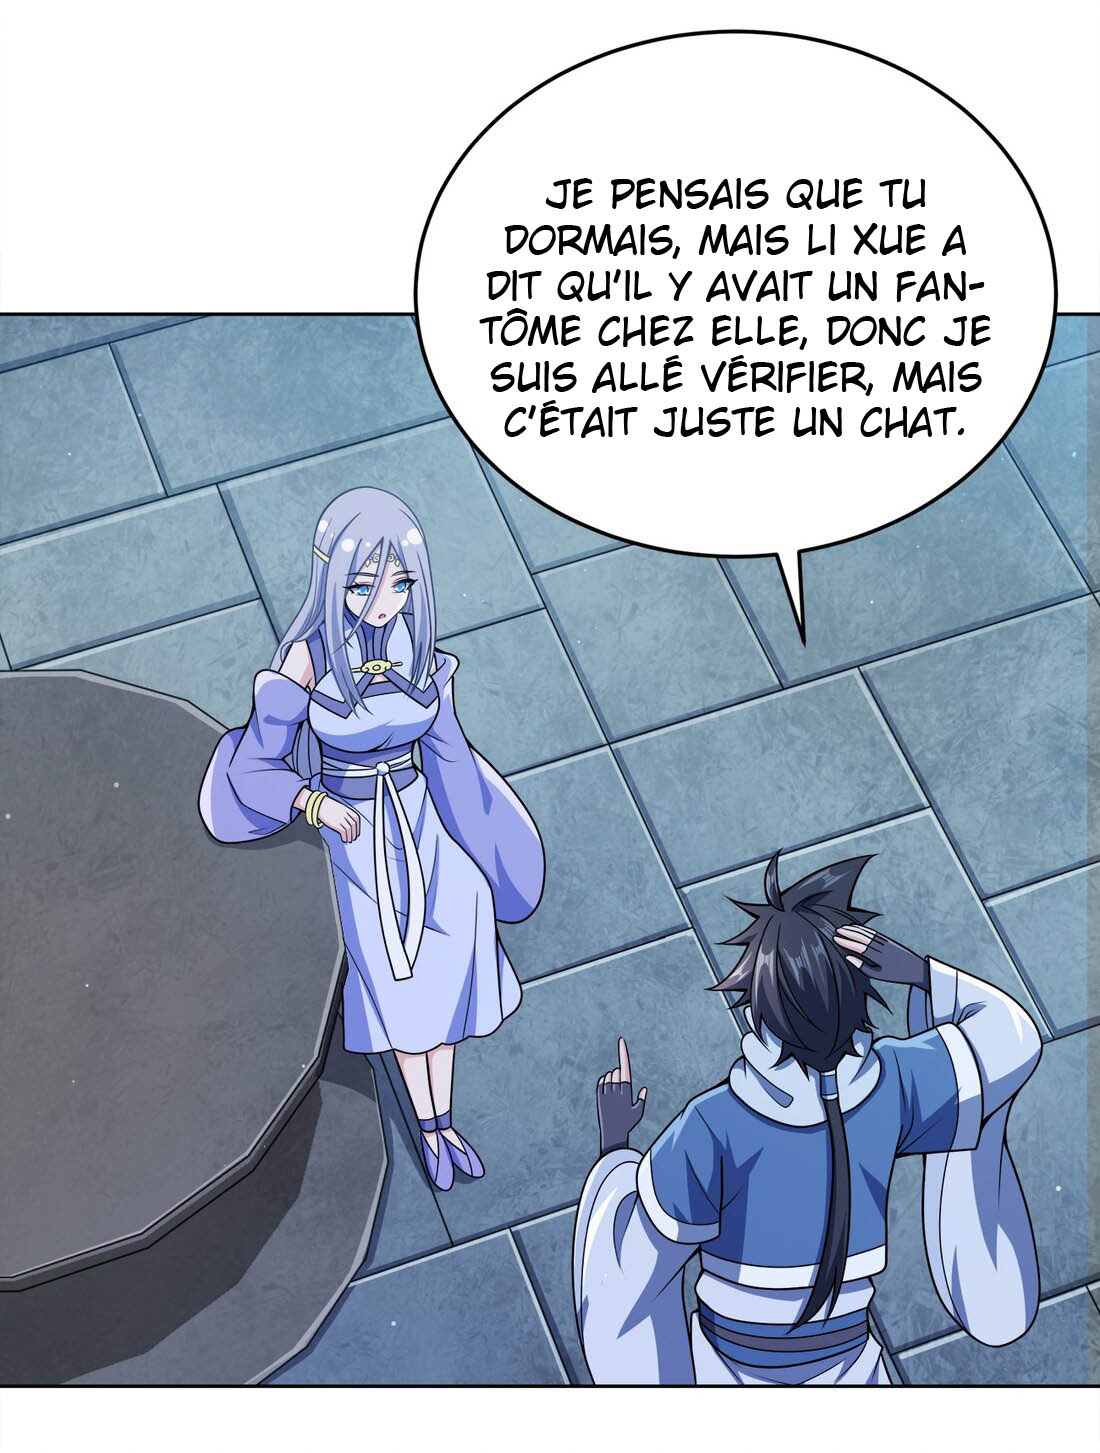 JE PENSAIS QUE TU
DORMAIS, MAIS LI XUE A
DIT QU'IL Y AVAIT UN FAN-
TÔME CHEZ ELLE, DONC JE
SUIS ALLÉ VÉRIFIER, MAIS
C'ÉTAIT JUSTE UN CHAT.